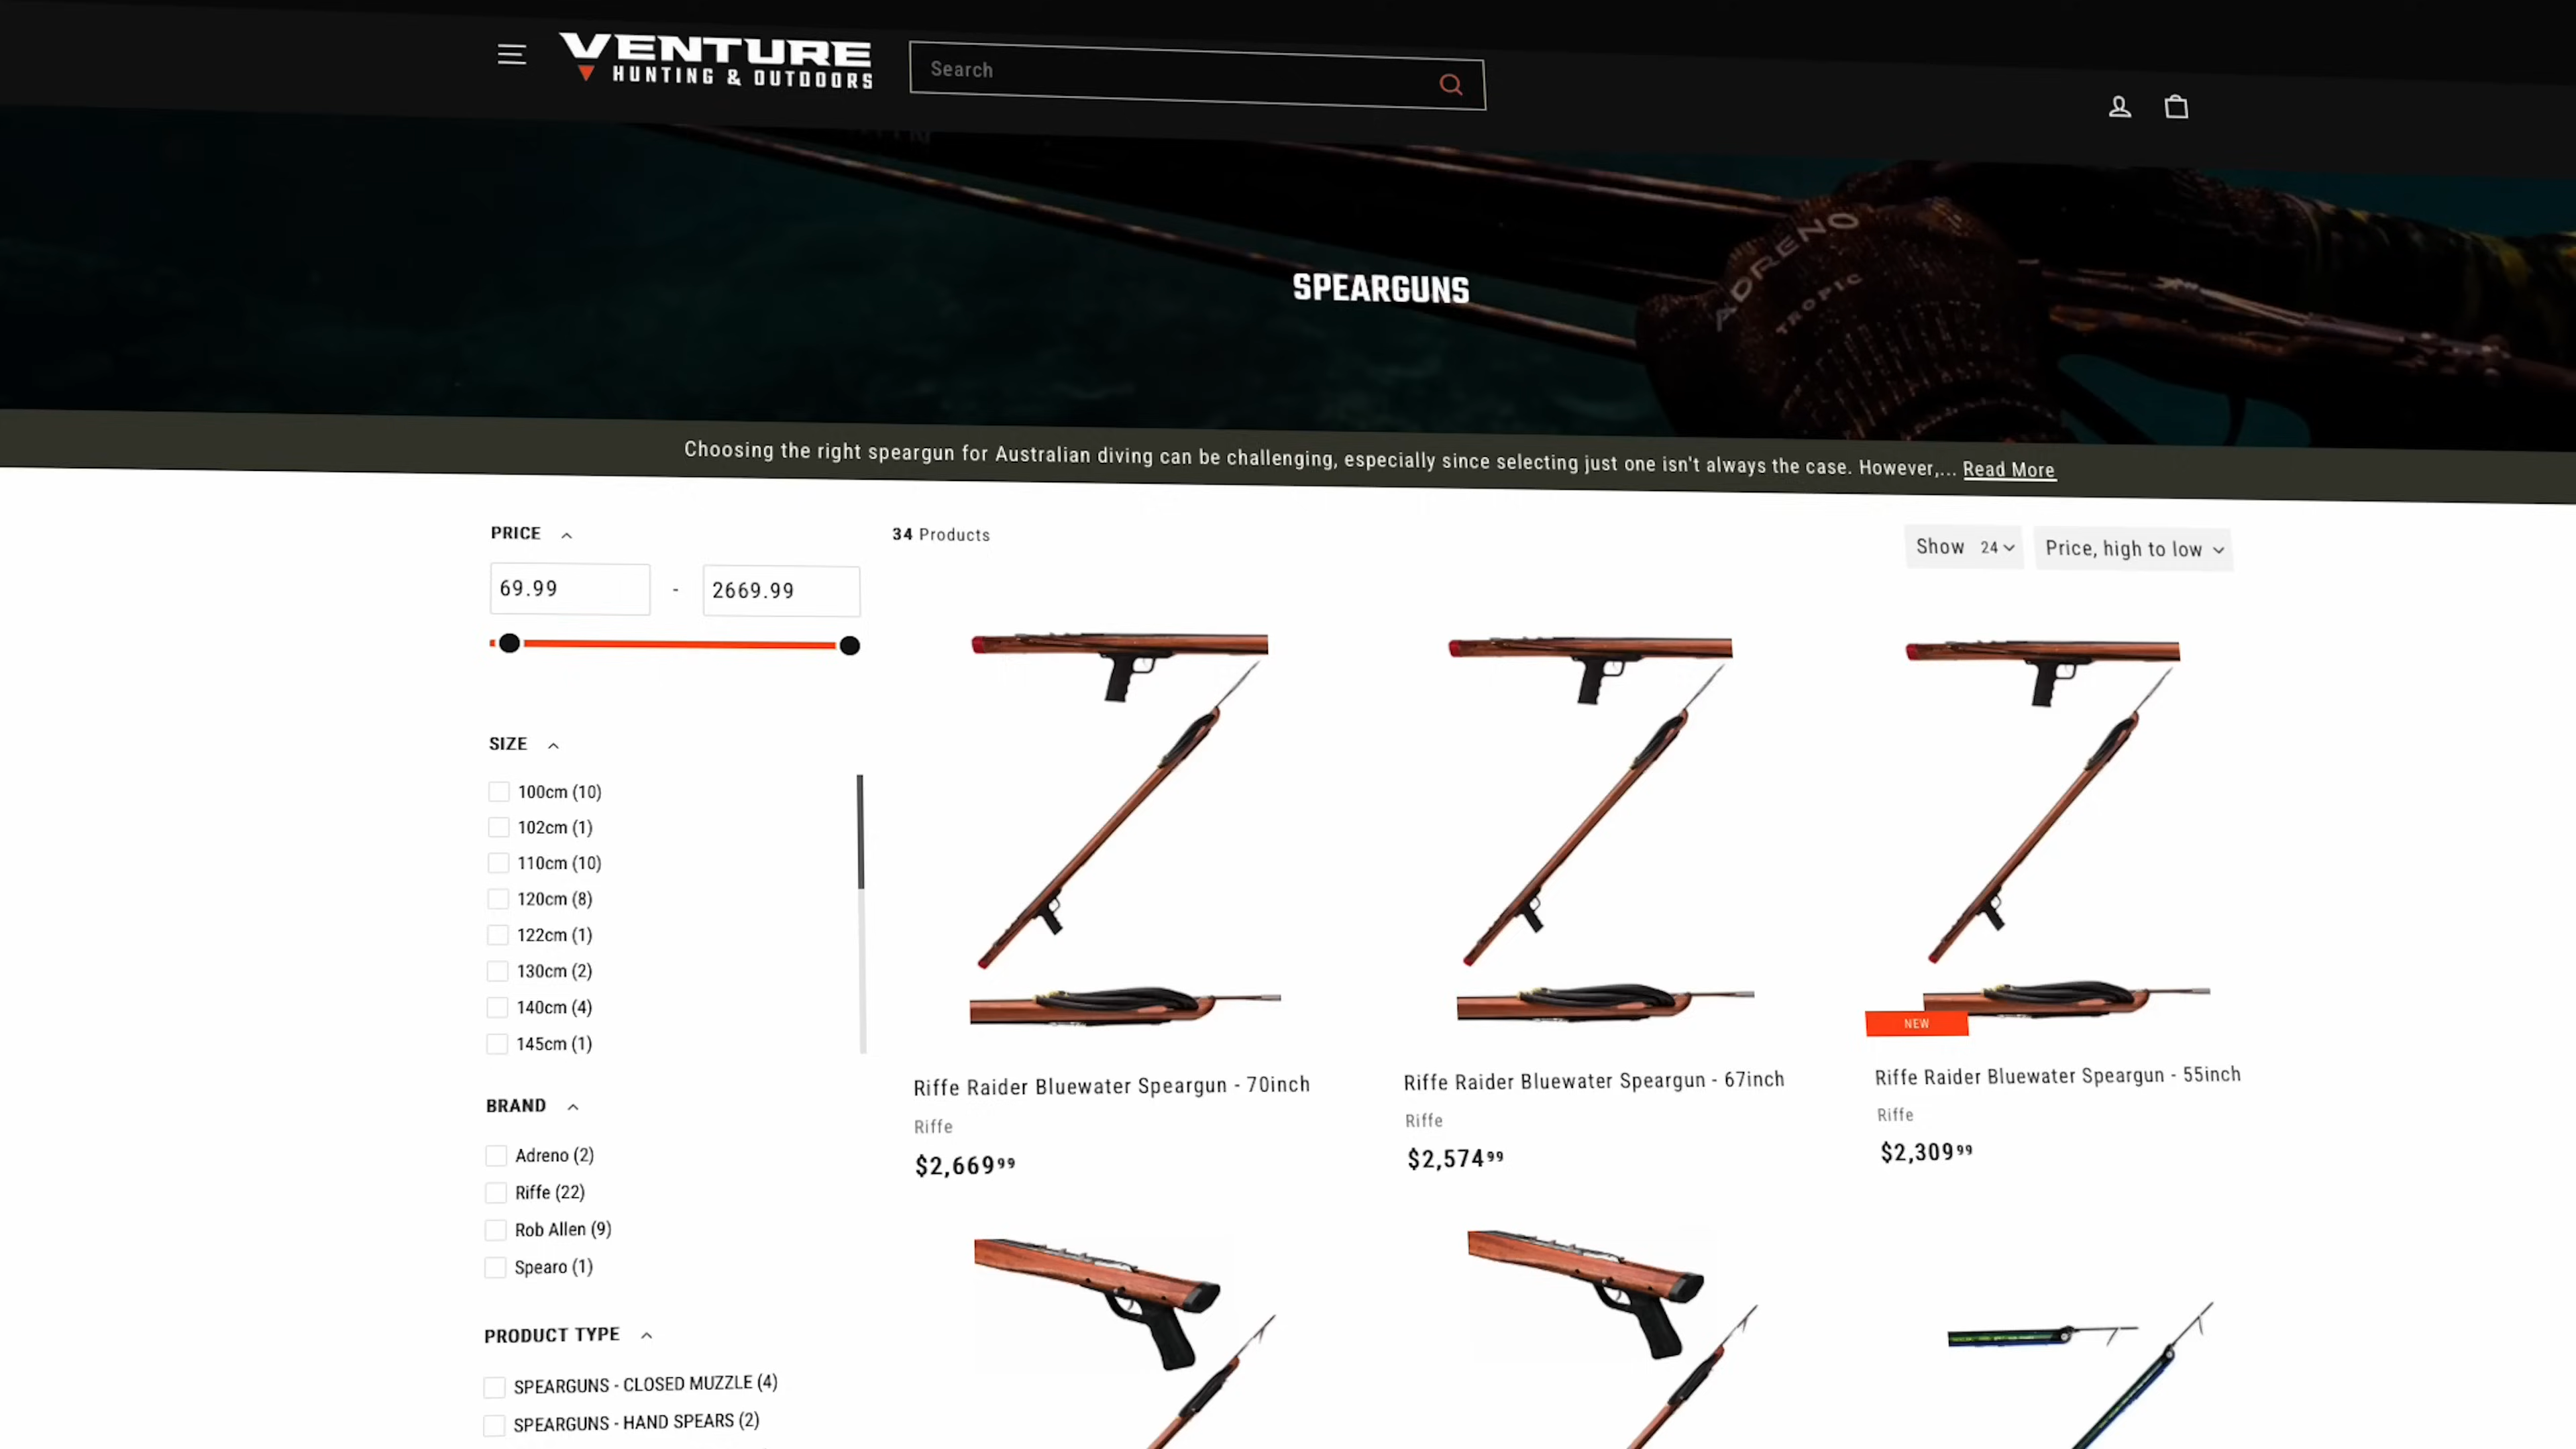 VENTURE
HUNTING & OUTDOORS
Search
ADRENO
TROPIC
SPEARGUNS
Choosing the right speargun for Australian diving can be challenging, especially since selecting just one isn't always the case. However,... Read More
PRICE
69.99 - 2669.99
34 Products
Show 24
Price, high to low
SIZE
100cm (10)
102cm (1)
110cm (10)
120cm (8)
122cm (1)
130cm (2)
140cm (4)
145cm (1)
BRAND
Adreno (2)
Riffe (22)
Rob Allen (9)
Spearo (1)
PRODUCT TYPE
SPEARGUNS - CLOSED MUZZLE (4)
SPEARGUNS - HAND SPEARS (2)
Riffe Raider Bluewater Speargun - 70inch
Riffe
$2,669 99
Riffe Raider Bluewater Speargun - 67inch
Riffe
$2,574 99
NEW
Riffe Raider Bluewater Speargun - 55inch
Riffe
$2,309 99